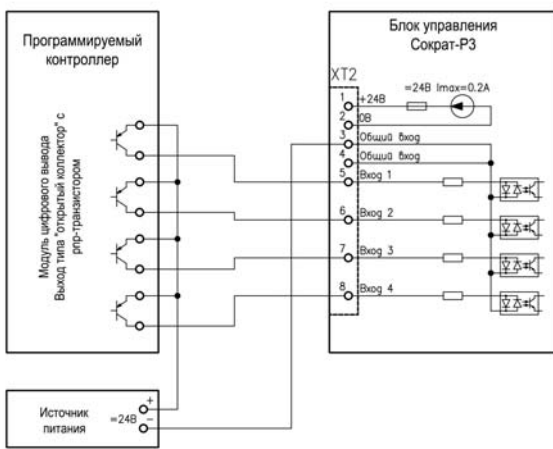 Программируемый
контроллер
Модуль цифрового вывода
Выход типа "открытый коллектор" с
pnp-транзистором
Источник
питания
=24В
+
−
Блок управления
Сократ-Р3
XT2
=24В Imax=0.2А
1 +24В
2 0В
3 Общий вход
4 Общий вход
5 Вход 1
6 Вход 2
7 Вход 3
8 Вход 4